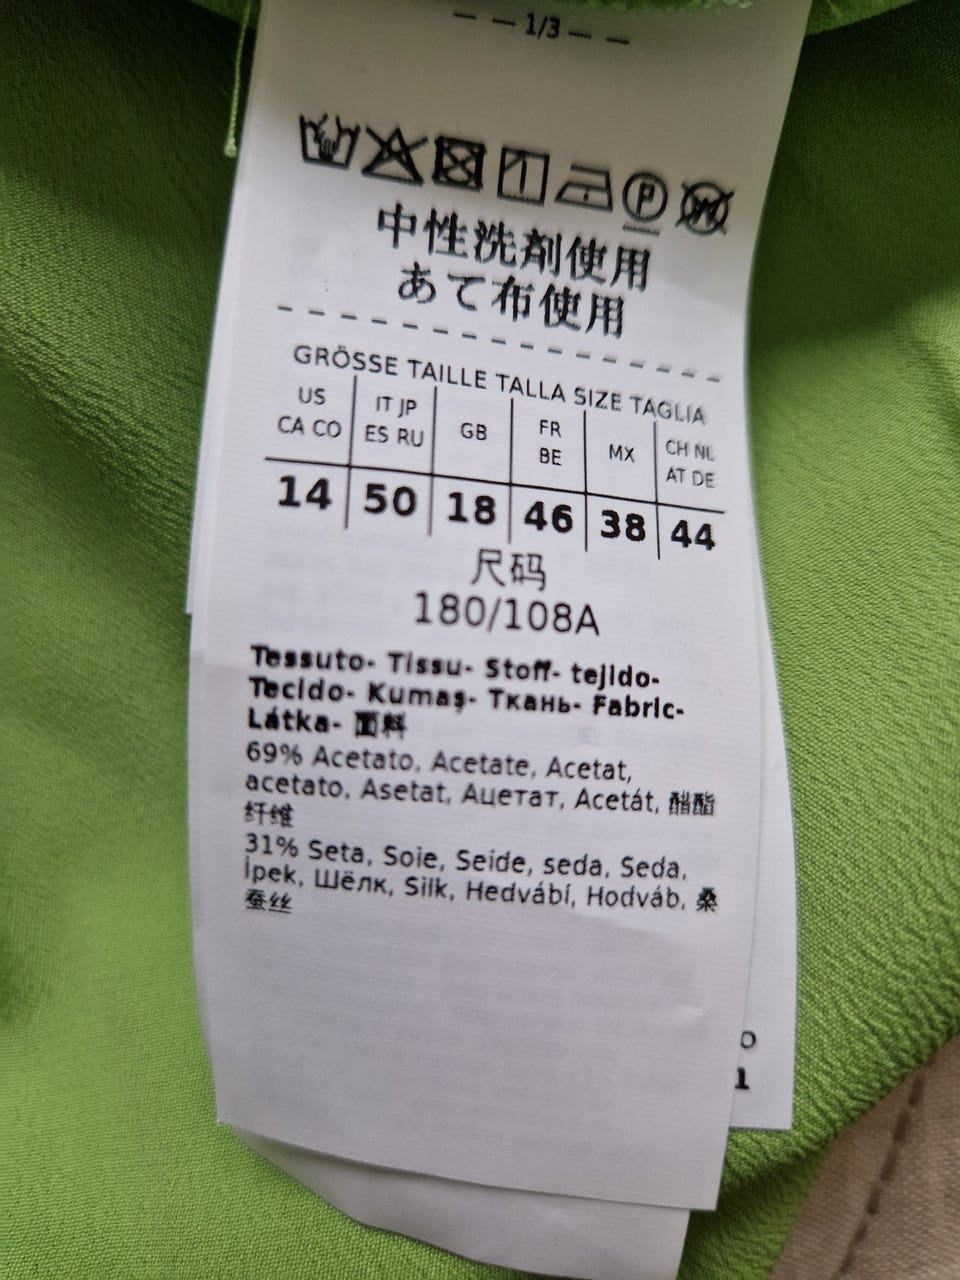 — — 1/3 — —
P W
中性洗剤使用
あて布使用
GRÖSSE TAILLE TALLA SIZE TAGLIA
US CA CO IT JP ES RU GB FR BE MX CH NL AT DE
14 50 18 46 38 44
尺码
180/108A
Tessuto- Tissu- Stoff- tejido-
Tecido- Kumaş- Ткань- Fabric-
Látka- 面料
69% Acetato, Acetate, Acetat,
acetato, Asetat, Ацетат, Acetát, 醋酯
纤维
31% Seta, Soie, Seide, seda, Seda,
İpek, Шёлк, Silk, Hedvábí, Hodváb, 桑
蚕丝